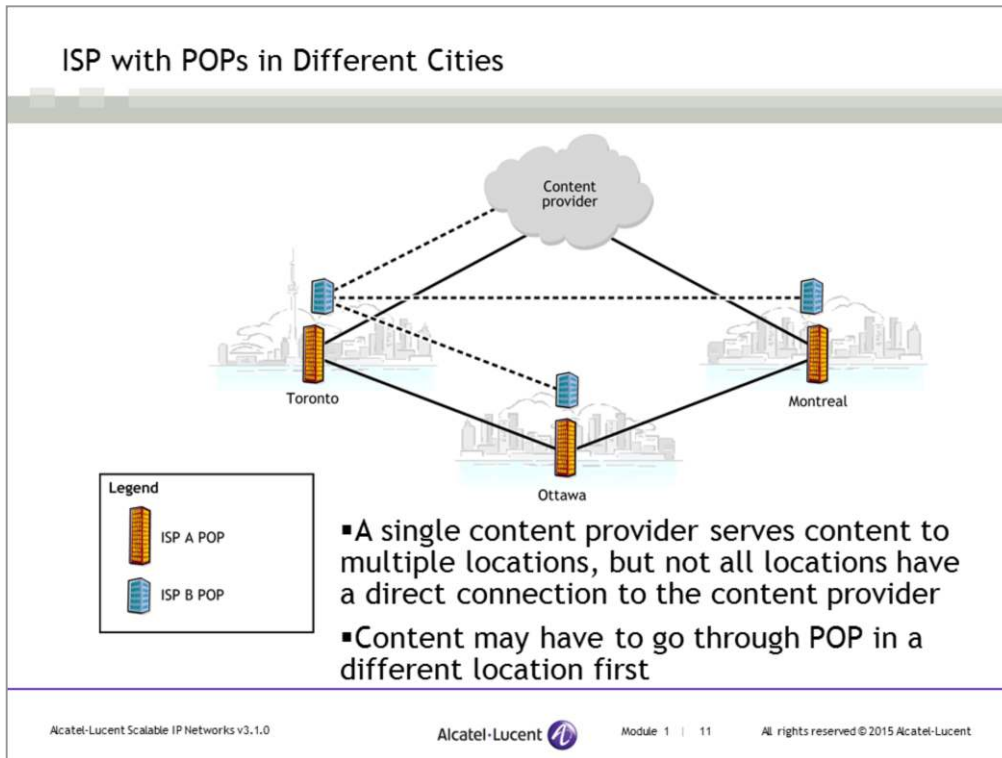 ISP with POPs in Different Cities
Content
provider
Toronto
Montreal
Ottawa
Legend
ISP A POP
ISP B POP
▪A single content provider serves content to
multiple locations, but not all locations have
a direct connection to the content provider
▪Content may have to go through POP in a
different location first
Alcatel-Lucent Scalable IP Networks v3.1.0
Alcatel·Lucent
Module 1 | 11
All rights reserved © 2015 Alcatel-Lucent